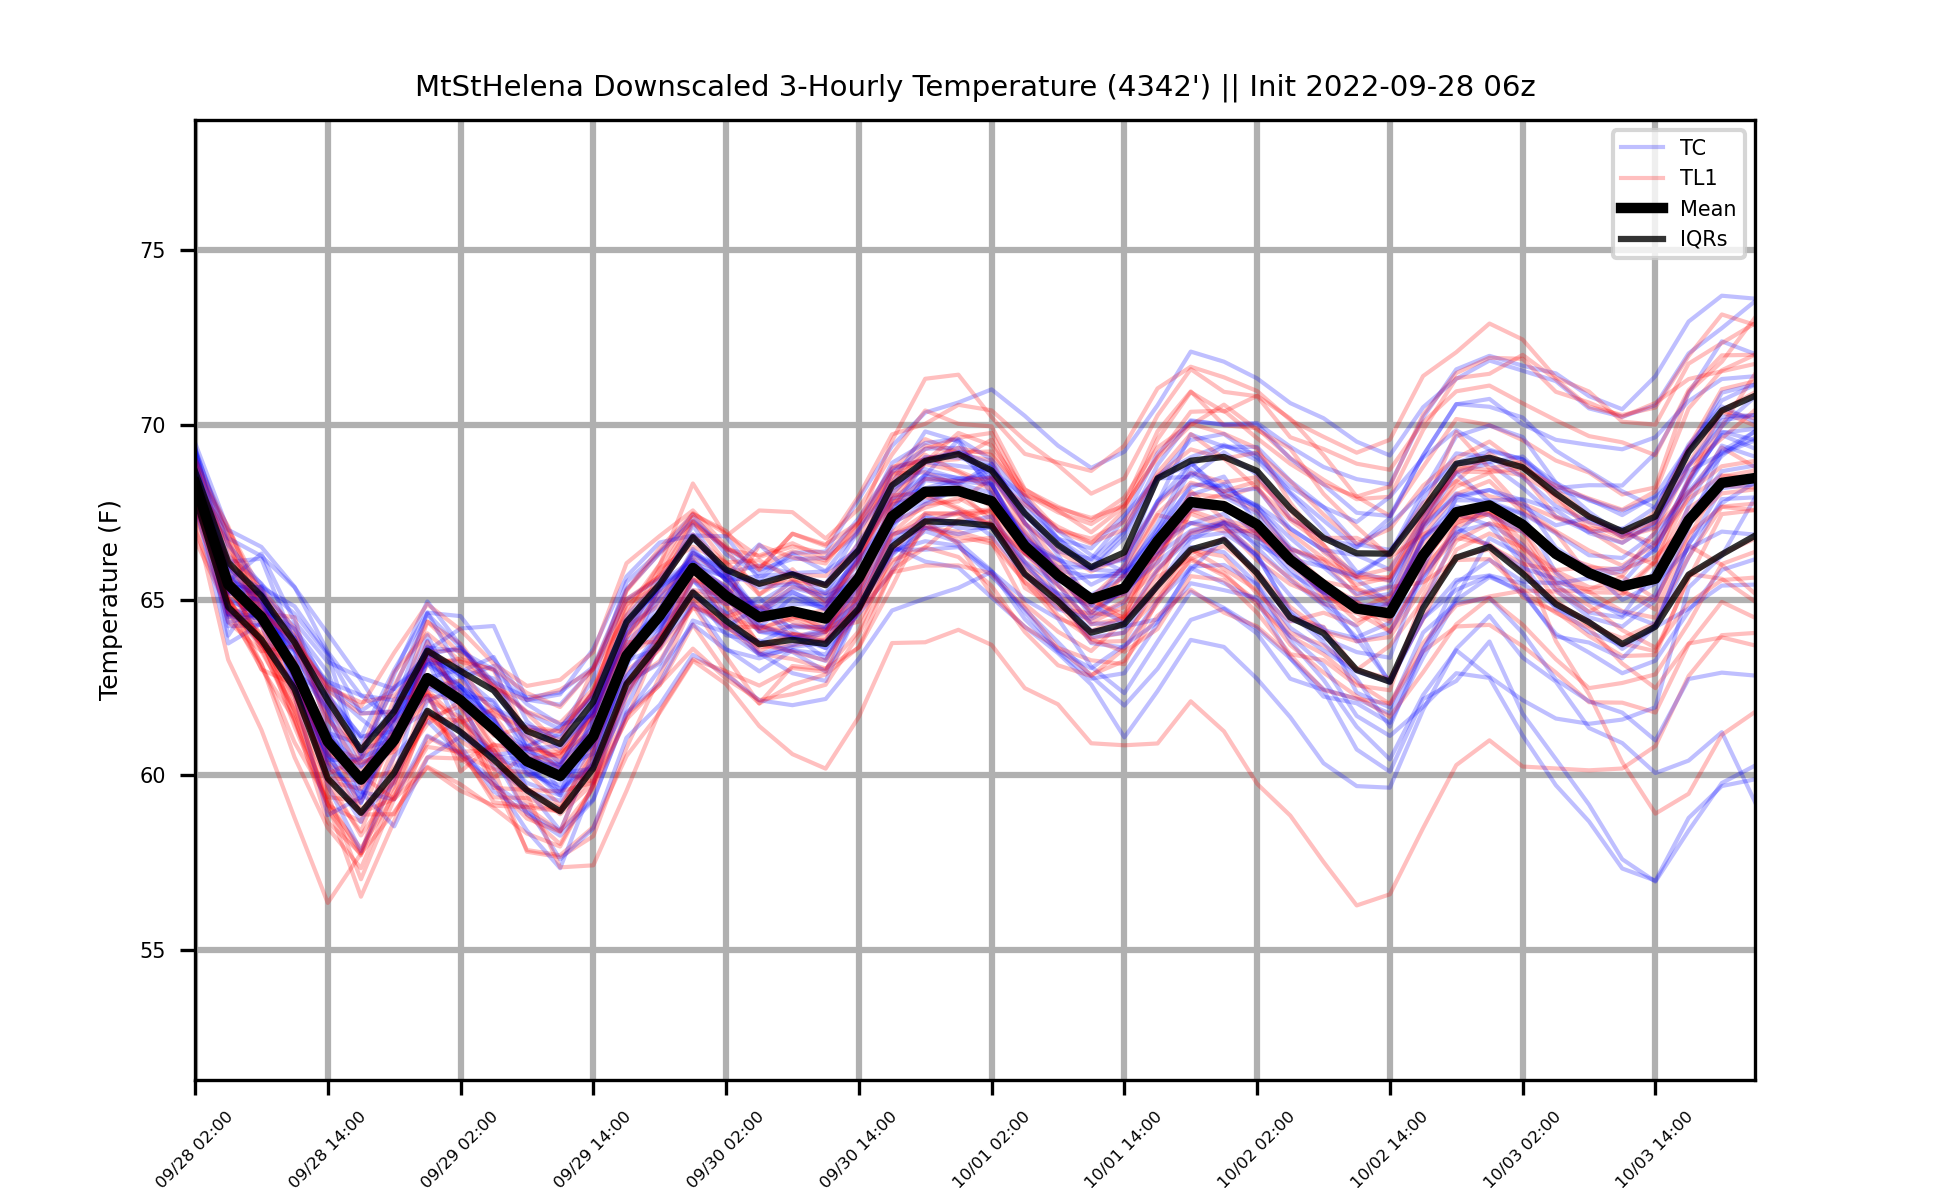 MtStHelena Downscaled 3-Hourly Temperature (4342') || Init 2022-09-28 06z
TC
TL1
Mean
IQRs
Temperature (F)
75
70
65
60
55
09/28 02:00
09/28 14:00
09/29 02:00
09/29 14:00
09/30 02:00
09/30 14:00
10/01 02:00
10/01 14:00
10/02 02:00
10/02 14:00
10/03 02:00
10/03 14:00